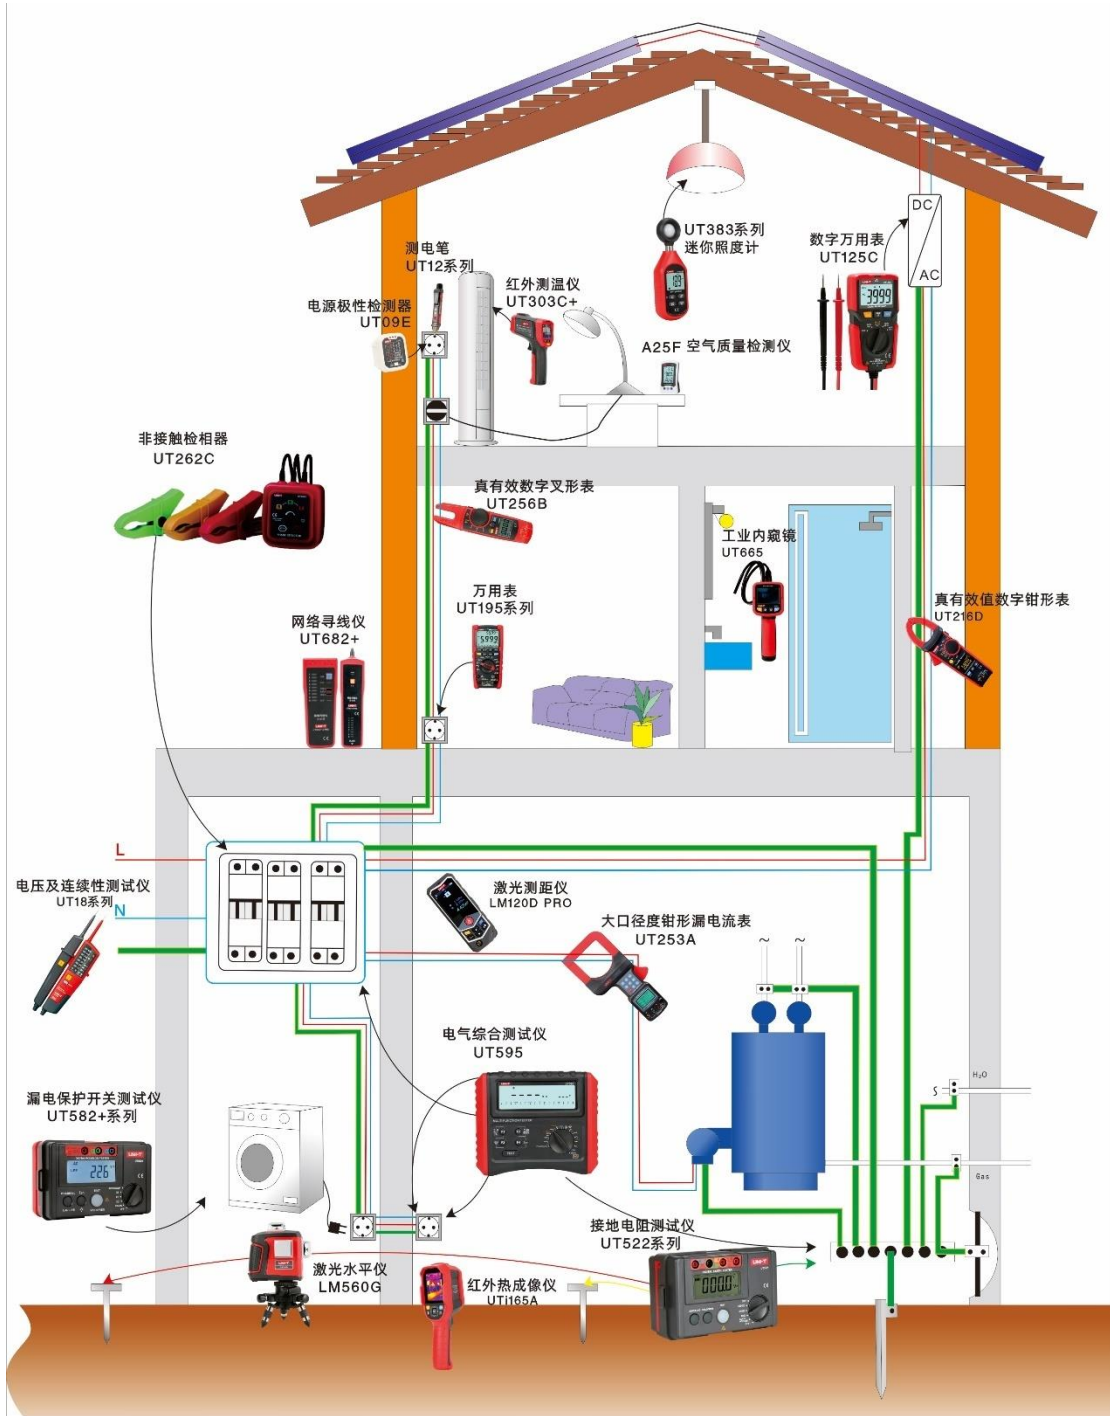 DC
AC
UT383系列
迷你照度计
数字万用表
UT125C
测电笔
UT12系列
红外测温仪
UT303C+
电源极性检测器
UT09E
A25F 空气质量检测仪
非接触检相器
UT262C
真有效数字叉形表
UT256B
工业内窥镜
UT665
万用表
UT195系列
真有效值数字钳形表
UT216D
网络寻线仪
UT682+
L
N
电压及连续性测试仪
UT18系列
激光测距仪
LM120D PRO
大口径度钳形漏电流表
UT253A
~ ~
电气综合测试仪
UT595
漏电保护开关测试仪
UT582+系列
226
H₂O
S
Gas
接地电阻测试仪
UT522系列
激光水平仪
LM560G
红外热成像仪
UTi165A
000.0
3999
5999